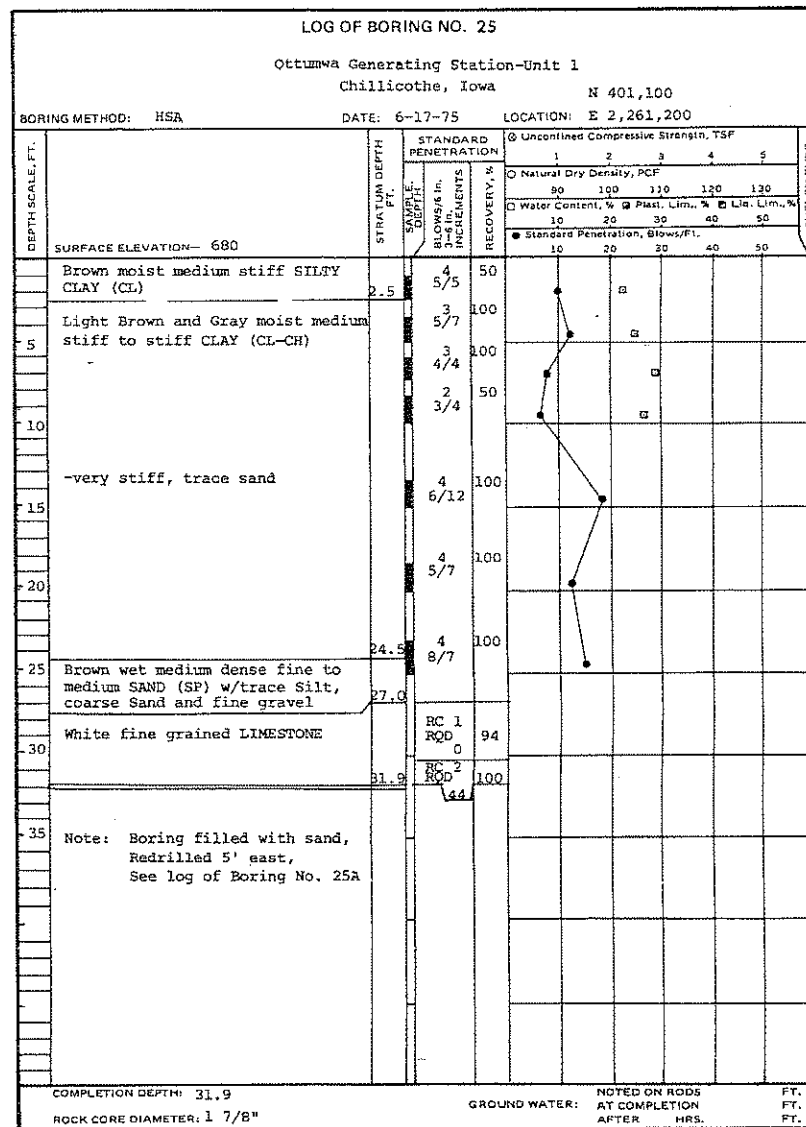 LOG OF BORING NO. 25
Ottumwa Generating Station-Unit 1
Chillicothe, Iowa
N 401,100
BORING METHOD: HSA DATE: 6-17-75 LOCATION: E 2,261,200
DEPTH SCALE, FT.
SURFACE ELEVATION— 680
STRATUM DEPTH FT.
STANDARD PENETRATION
SAMPLE DEPTH
BLOWS/6 In.
INCREMENTS
RECOVERY, %
Unconfined Compressive Strength, TSF
1 2 3 4 5
Natural Dry Density, PCF
90 100 110 120 130
Water Content, % Plast. Lim., % Liq. Lim., %
10 20 30 40 50
Standard Penetration, Blows/Ft.
10 20 30 40 50
Brown moist medium stiff SILTY
CLAY (CL)
2.5
4
5/5
50
Light Brown and Gray moist medium
stiff to stiff CLAY (CL-CH)
3
5/7
100
5
3
4/4
100
2
3/4
50
10
-very stiff, trace sand
4
6/12
100
15
4
5/7
100
20
24.5
4
8/7
100
25
Brown wet medium dense fine to
medium SAND (SP) w/trace Silt,
coarse Sand and fine gravel
27.0
White fine grained LIMESTONE
RC 1
RQD
0
94
30
31.9
RC 2
RQD
44
100
35
Note: Boring filled with sand,
Redrilled 5' east,
See log of Boring No. 25A
COMPLETION DEPTH: 31.9
ROCK CORE DIAMETER: 1 7/8"
GROUND WATER:
NOTED ON RODS FT.
AT COMPLETION FT.
AFTER HRS. FT.